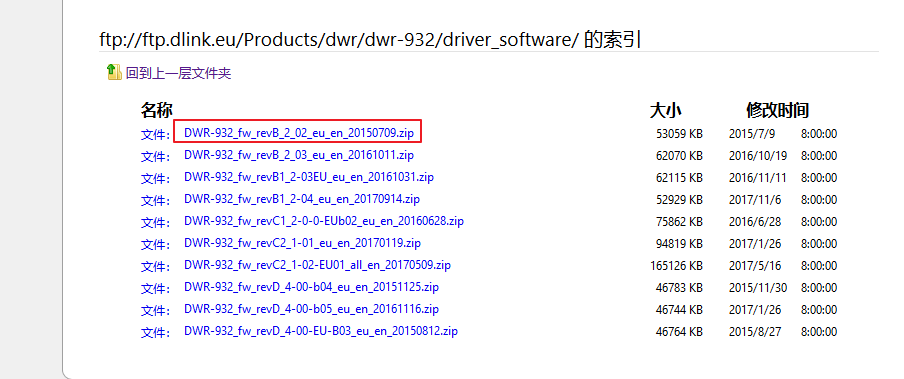 ftp://ftp.dlink.eu/Products/dwr/dwr-932/driver_software/ 的索引
回到上一层文件夹
名称 大小 修改时间
文件： DWR-932_fw_revB_2_02_eu_en_20150709.zip 53059 KB 2015/7/9 8:00:00
文件： DWR-932_fw_revB_2_03_eu_en_20161011.zip 62070 KB 2016/10/19 8:00:00
文件： DWR-932_fw_revB1_2-03EU_eu_en_20161031.zip 62115 KB 2016/11/11 8:00:00
文件： DWR-932_fw_revB1_2-04_eu_en_20170914.zip 52929 KB 2017/11/6 8:00:00
文件： DWR-932_fw_revC1_2-0-0-EUb02_eu_en_20160628.zip 75862 KB 2016/6/28 8:00:00
文件： DWR-932_fw_revC2_1-01_eu_en_20170119.zip 94819 KB 2017/1/26 8:00:00
文件： DWR-932_fw_revC2_1-02-EU01_all_en_20170509.zip 165126 KB 2017/5/16 8:00:00
文件： DWR-932_fw_revD_4-00-b04_eu_en_20151125.zip 46783 KB 2015/11/30 8:00:00
文件： DWR-932_fw_revD_4-00-b05_eu_en_20161116.zip 46744 KB 2017/1/26 8:00:00
文件： DWR-932_fw_revD_4-00-EU-B03_eu_en_20150812.zip 46764 KB 2015/8/27 8:00:00